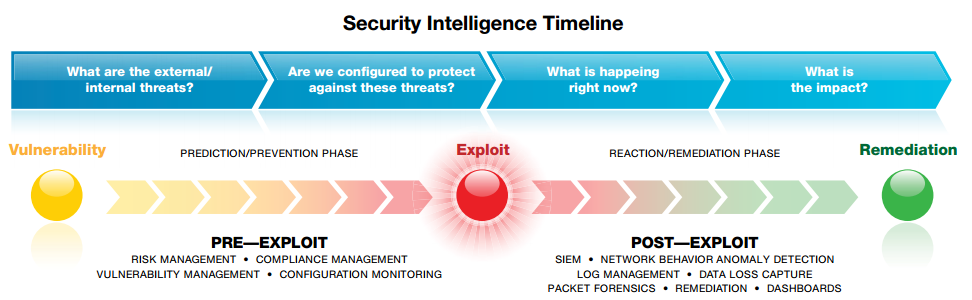 Security Intelligence Timeline
What are the external/
internal threats?
Are we configured to protect
against these threats?
What is happeing
right now?
What is
the impact?
Vulnerability
PREDICTION/PREVENTION PHASE
Exploit
REACTION/REMEDIATION PHASE
Remediation
PRE—EXPLOIT
RISK MANAGEMENT • COMPLIANCE MANAGEMENT
VULNERABILITY MANAGEMENT • CONFIGURATION MONITORING
POST—EXPLOIT
SIEM • NETWORK BEHAVIOR ANOMALY DETECTION
LOG MANAGEMENT • DATA LOSS CAPTURE
PACKET FORENSICS • REMEDIATION • DASHBOARDS